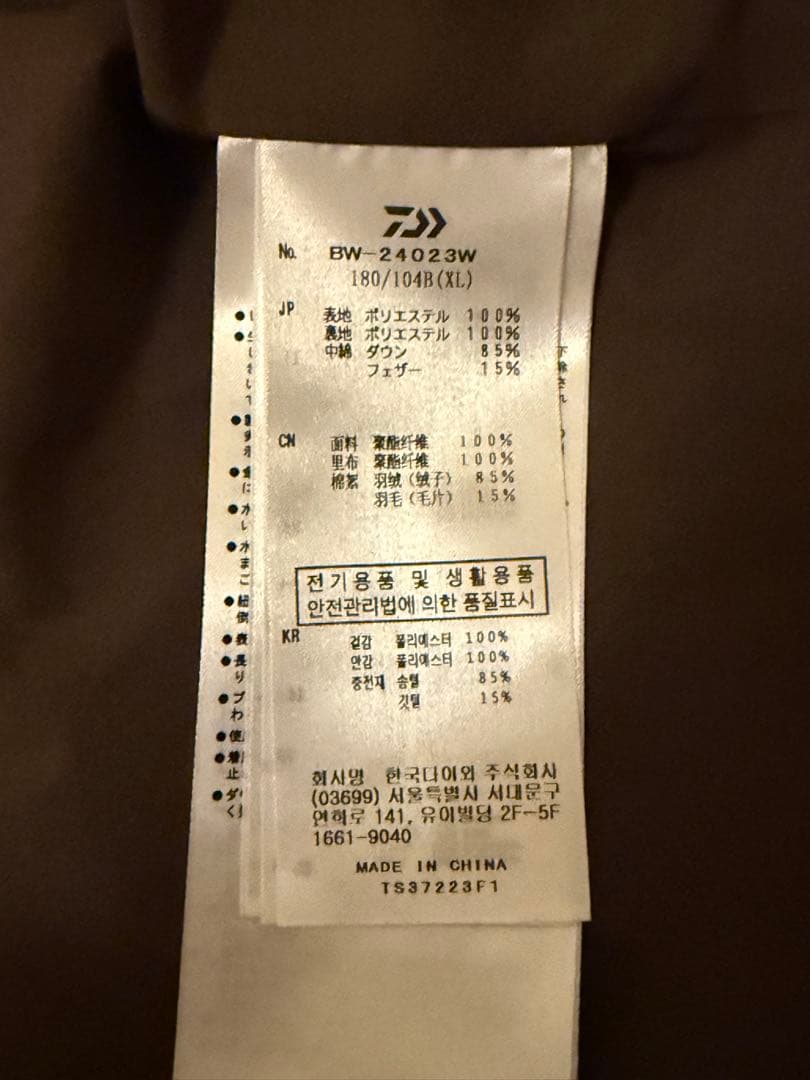 No. BW-24023W
180/104B(XL)
JP 表地 ポリエステル 100%
裏地 ポリエステル 100%
中綿 ダウン 85%
フェザー 15%
CN 面料 聚酯纤维 100%
里布 聚酯纤维 100%
棉絮 羽绒(绒子) 85%
羽毛(毛片) 15%
전기용품 및 생활용품
안전관리법에 의한 품질표시
KR 겉감 폴리에스터 100%
안감 폴리에스터 100%
충전재 솜털 85%
깃털 15%
회사명 한국다이와 주식회사
(03699) 서울특별시 서대문구
연희로 141, 유이빌딩 2F-5F
1661-9040
MADE IN CHINA
TS37223F1